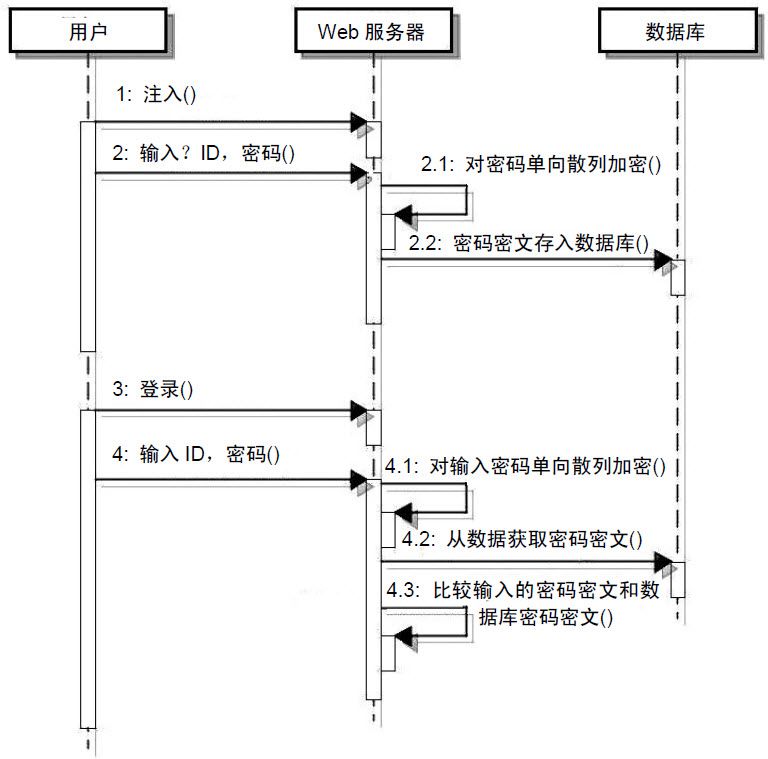 用户
Web 服务器
数据库
1: 注入()
2: 输入？ID，密码()
2.1: 对密码单向散列加密()
2.2: 密码密文存入数据库()
3: 登录()
4: 输入 ID，密码()
4.1: 对输入密码单向散列加密()
4.2: 从数据获取密码密文()
4.3: 比较输入的密码密文和数
据库密码密文()